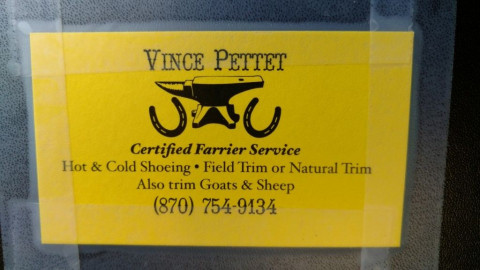 Vince Pettet
Certified Farrier Service
Hot & Cold Shoeing • Field Trim or Natural Trim
Also trim Goats & Sheep
(870) 754-9134